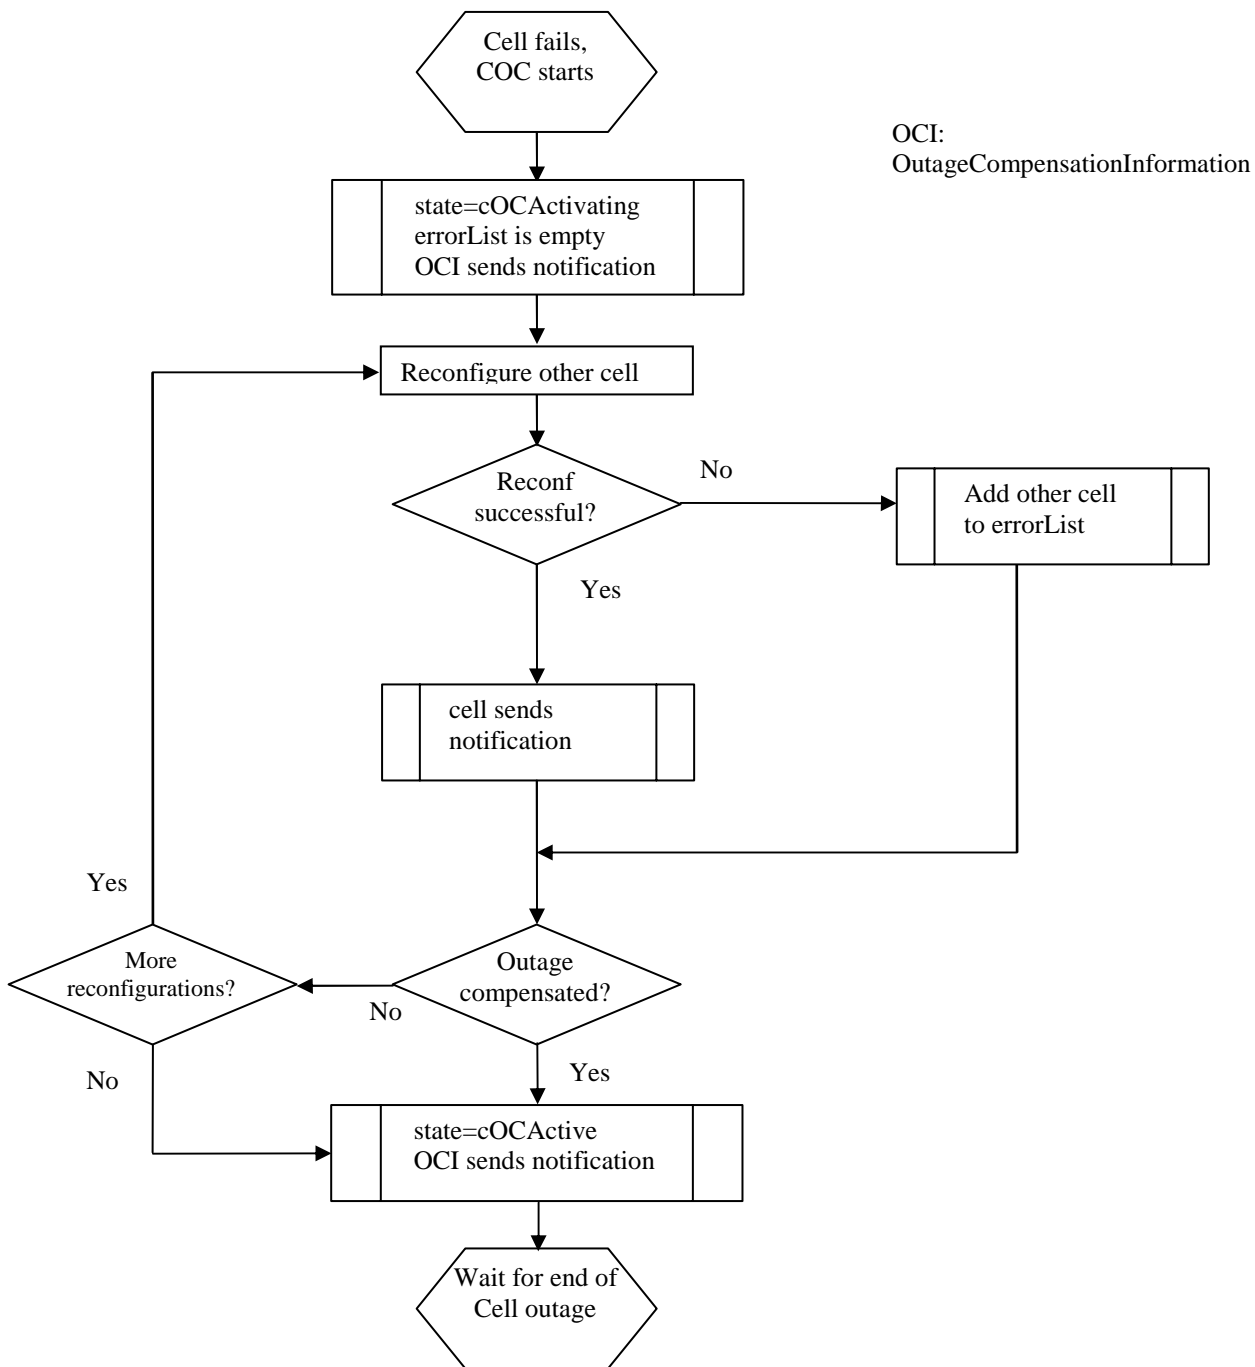 Cell fails,
COC starts
OCI:
OutageCompensationInformation
state=cOCActivating
errorList is empty
OCI sends notification
Reconfigure other cell
Reconf
successful?
No
Add other cell
to errorList
Yes
cell sends
notification
Yes
More
reconfigurations?
Outage
compensated?
No
No
Yes
state=cOCActive
OCI sends notification
Wait for end of
Cell outage